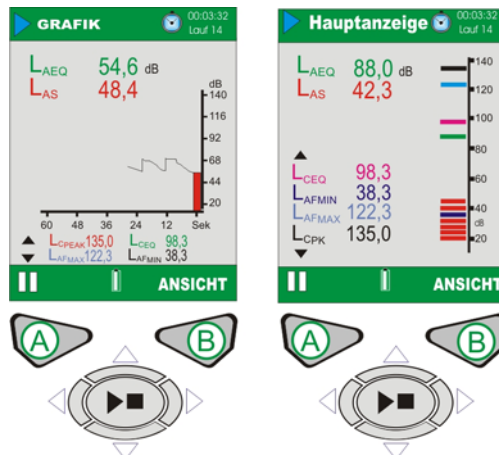 GRAFIK
00:03:32
Lauf 14
LAEQ 54,6 dB
LAS 48,4
dB
140
116
92
68
44
20
60 48 36 24 12 Sek
LCPEAK 135,0 LCEQ 98,3
LAFMAX 122,3 LAFMIN 38,3
ANSICHT
A
B
Hauptanzeige
00:03:32
Lauf 14
LAEQ 88,0 dB
LAS 42,3
LCEQ 98,3
LAFMIN 38,3
LAFMAX 122,3
LCPK 135,0
140
120
100
80
60
40
dB
20
ANSICHT
A
B